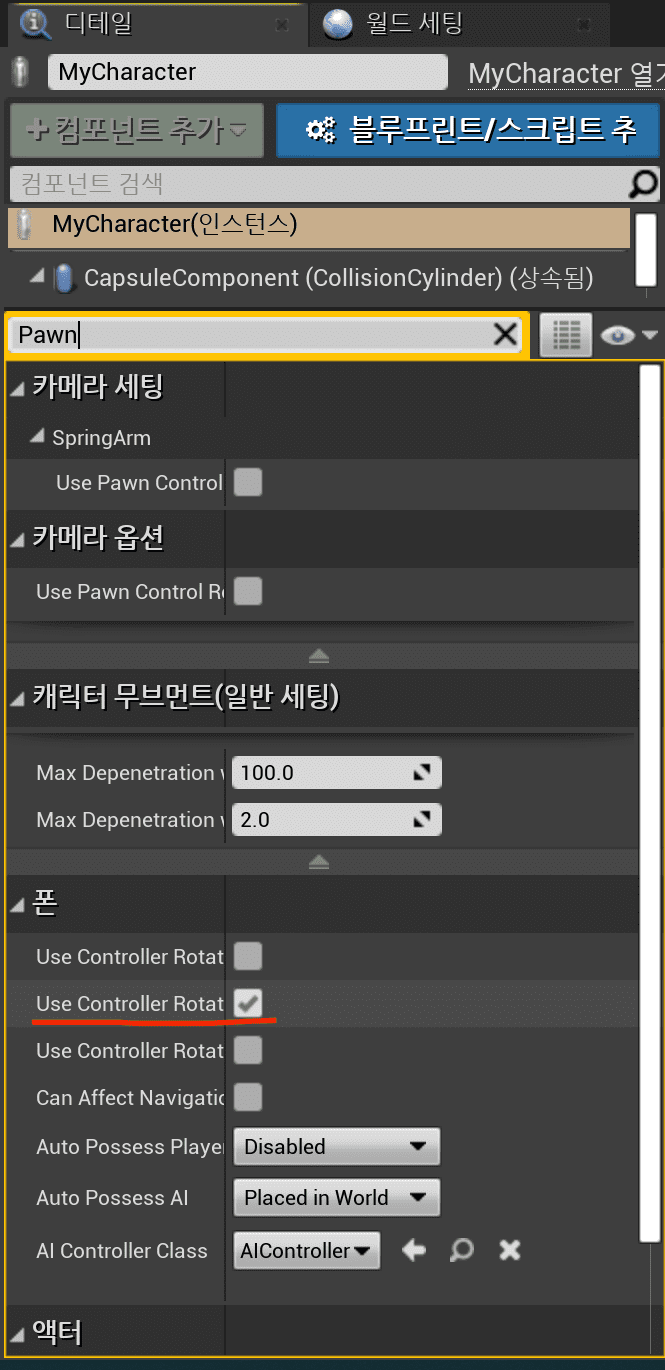 디테일
월드 세팅
MyCharacter
MyCharacter 열기
+컴포넌트 추가
블루프린트/스크립트 추
컴포넌트 검색
MyCharacter(인스턴스)
CapsuleComponent (CollisionCylinder) (상속됨)
Pawn
카메라 세팅
SpringArm
Use Pawn Control
카메라 옵션
Use Pawn Control Ro
캐릭터 무브먼트(일반 세팅)
Max Depenetration w
100.0
Max Depenetration w
2.0
폰
Use Controller Rotat
Use Controller Rotat
Use Controller Rotat
Can Affect Navigatio
Auto Possess Player
Disabled
Auto Possess AI
Placed in World
AI Controller Class
AIController
액터